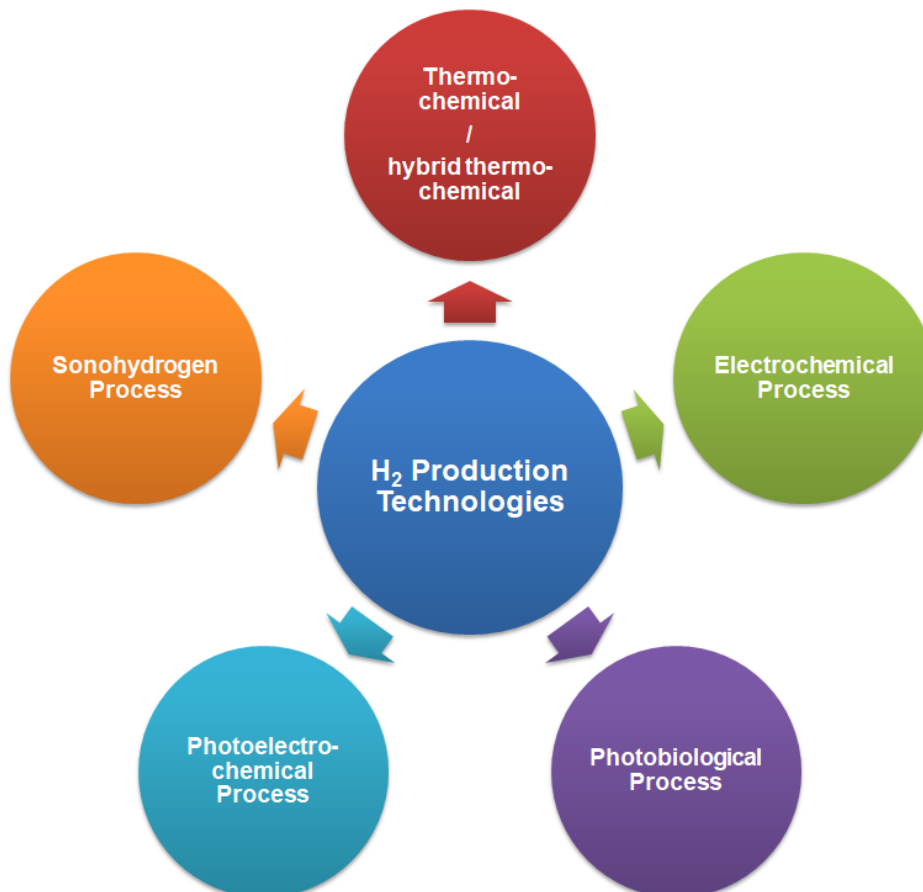 Thermo-
chemical
/
hybrid thermo-
chemical
Sonohydrogen
Process
Electrochemical
Process
H₂ Production
Technologies
Photoelectro-
chemical
Process
Photobiological
Process